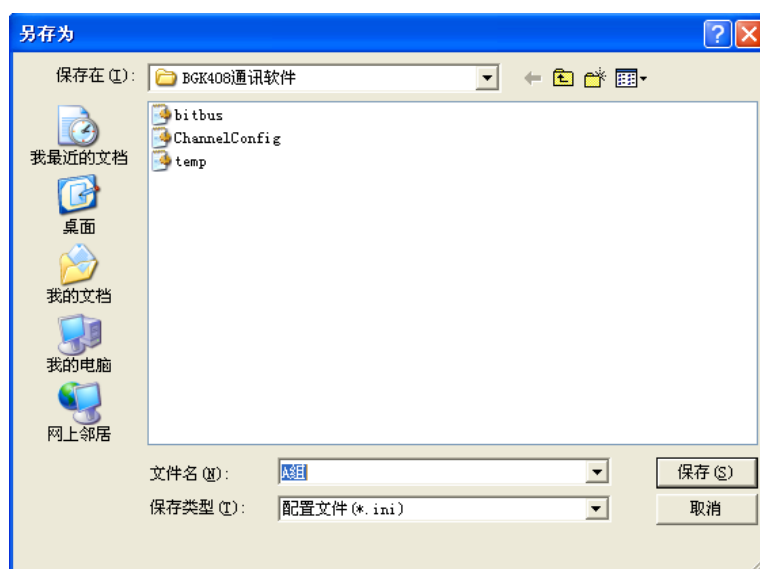 另存为
保存在(I):
BGK408通讯软件
bitbus
ChannelConfig
temp
我最近的文档
桌面
我的文档
我的电脑
网上邻居
文件名(N):
A组
保存(S)
保存类型(T):
配置文件(*.ini)
取消